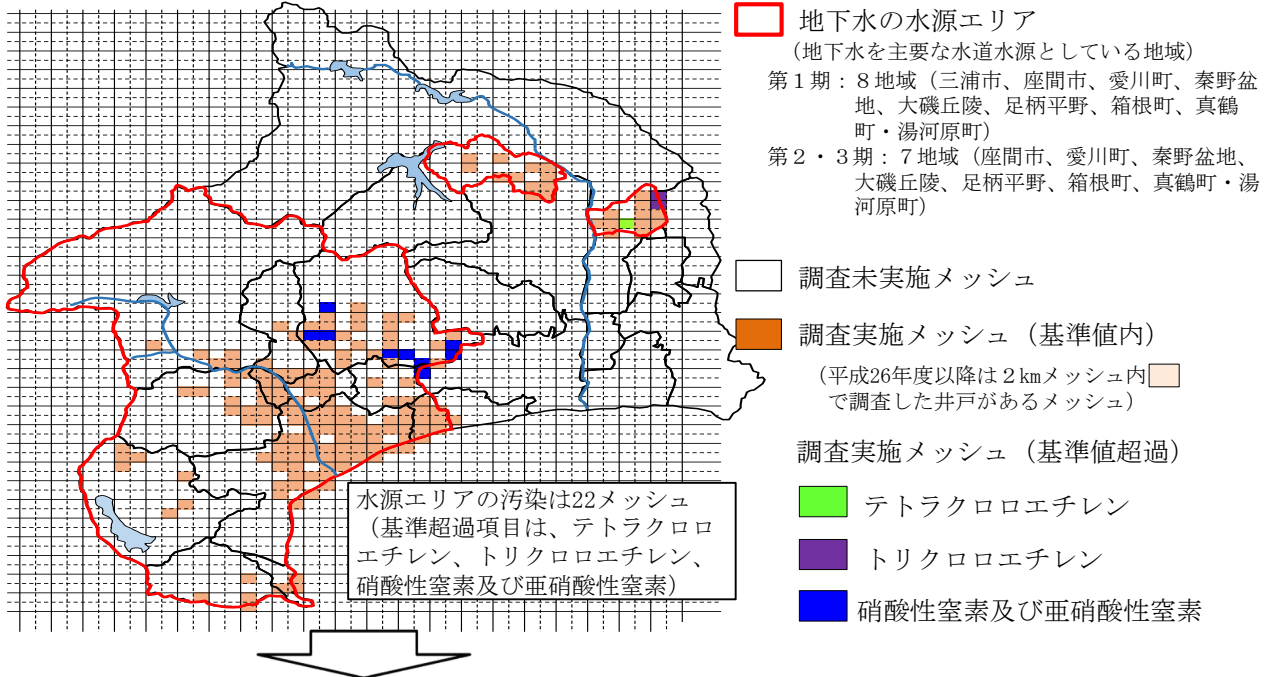 地下水の水源エリア
（地下水を主要な水道水源としている地域）
第１期：８地域（三浦市、座間市、愛川町、秦野盆
地、大磯丘陵、足柄平野、箱根町、真鶴
町・湯河原町）
第２・３期：７地域（座間市、愛川町、秦野盆地、
大磯丘陵、足柄平野、箱根町、真鶴町・湯
河原町）
調査未実施メッシュ
調査実施メッシュ（基準値内）
（平成26年度以降は２kmメッシュ内
で調査した井戸があるメッシュ）
調査実施メッシュ（基準値超過）
テトラクロロエチレン
トリクロロエチレン
硝酸性窒素及び亜硝酸性窒素
水源エリアの汚染は22メッシュ
（基準超過項目は、テトラクロロ
エチレン、トリクロロエチレン、
硝酸性窒素及び亜硝酸性窒素）